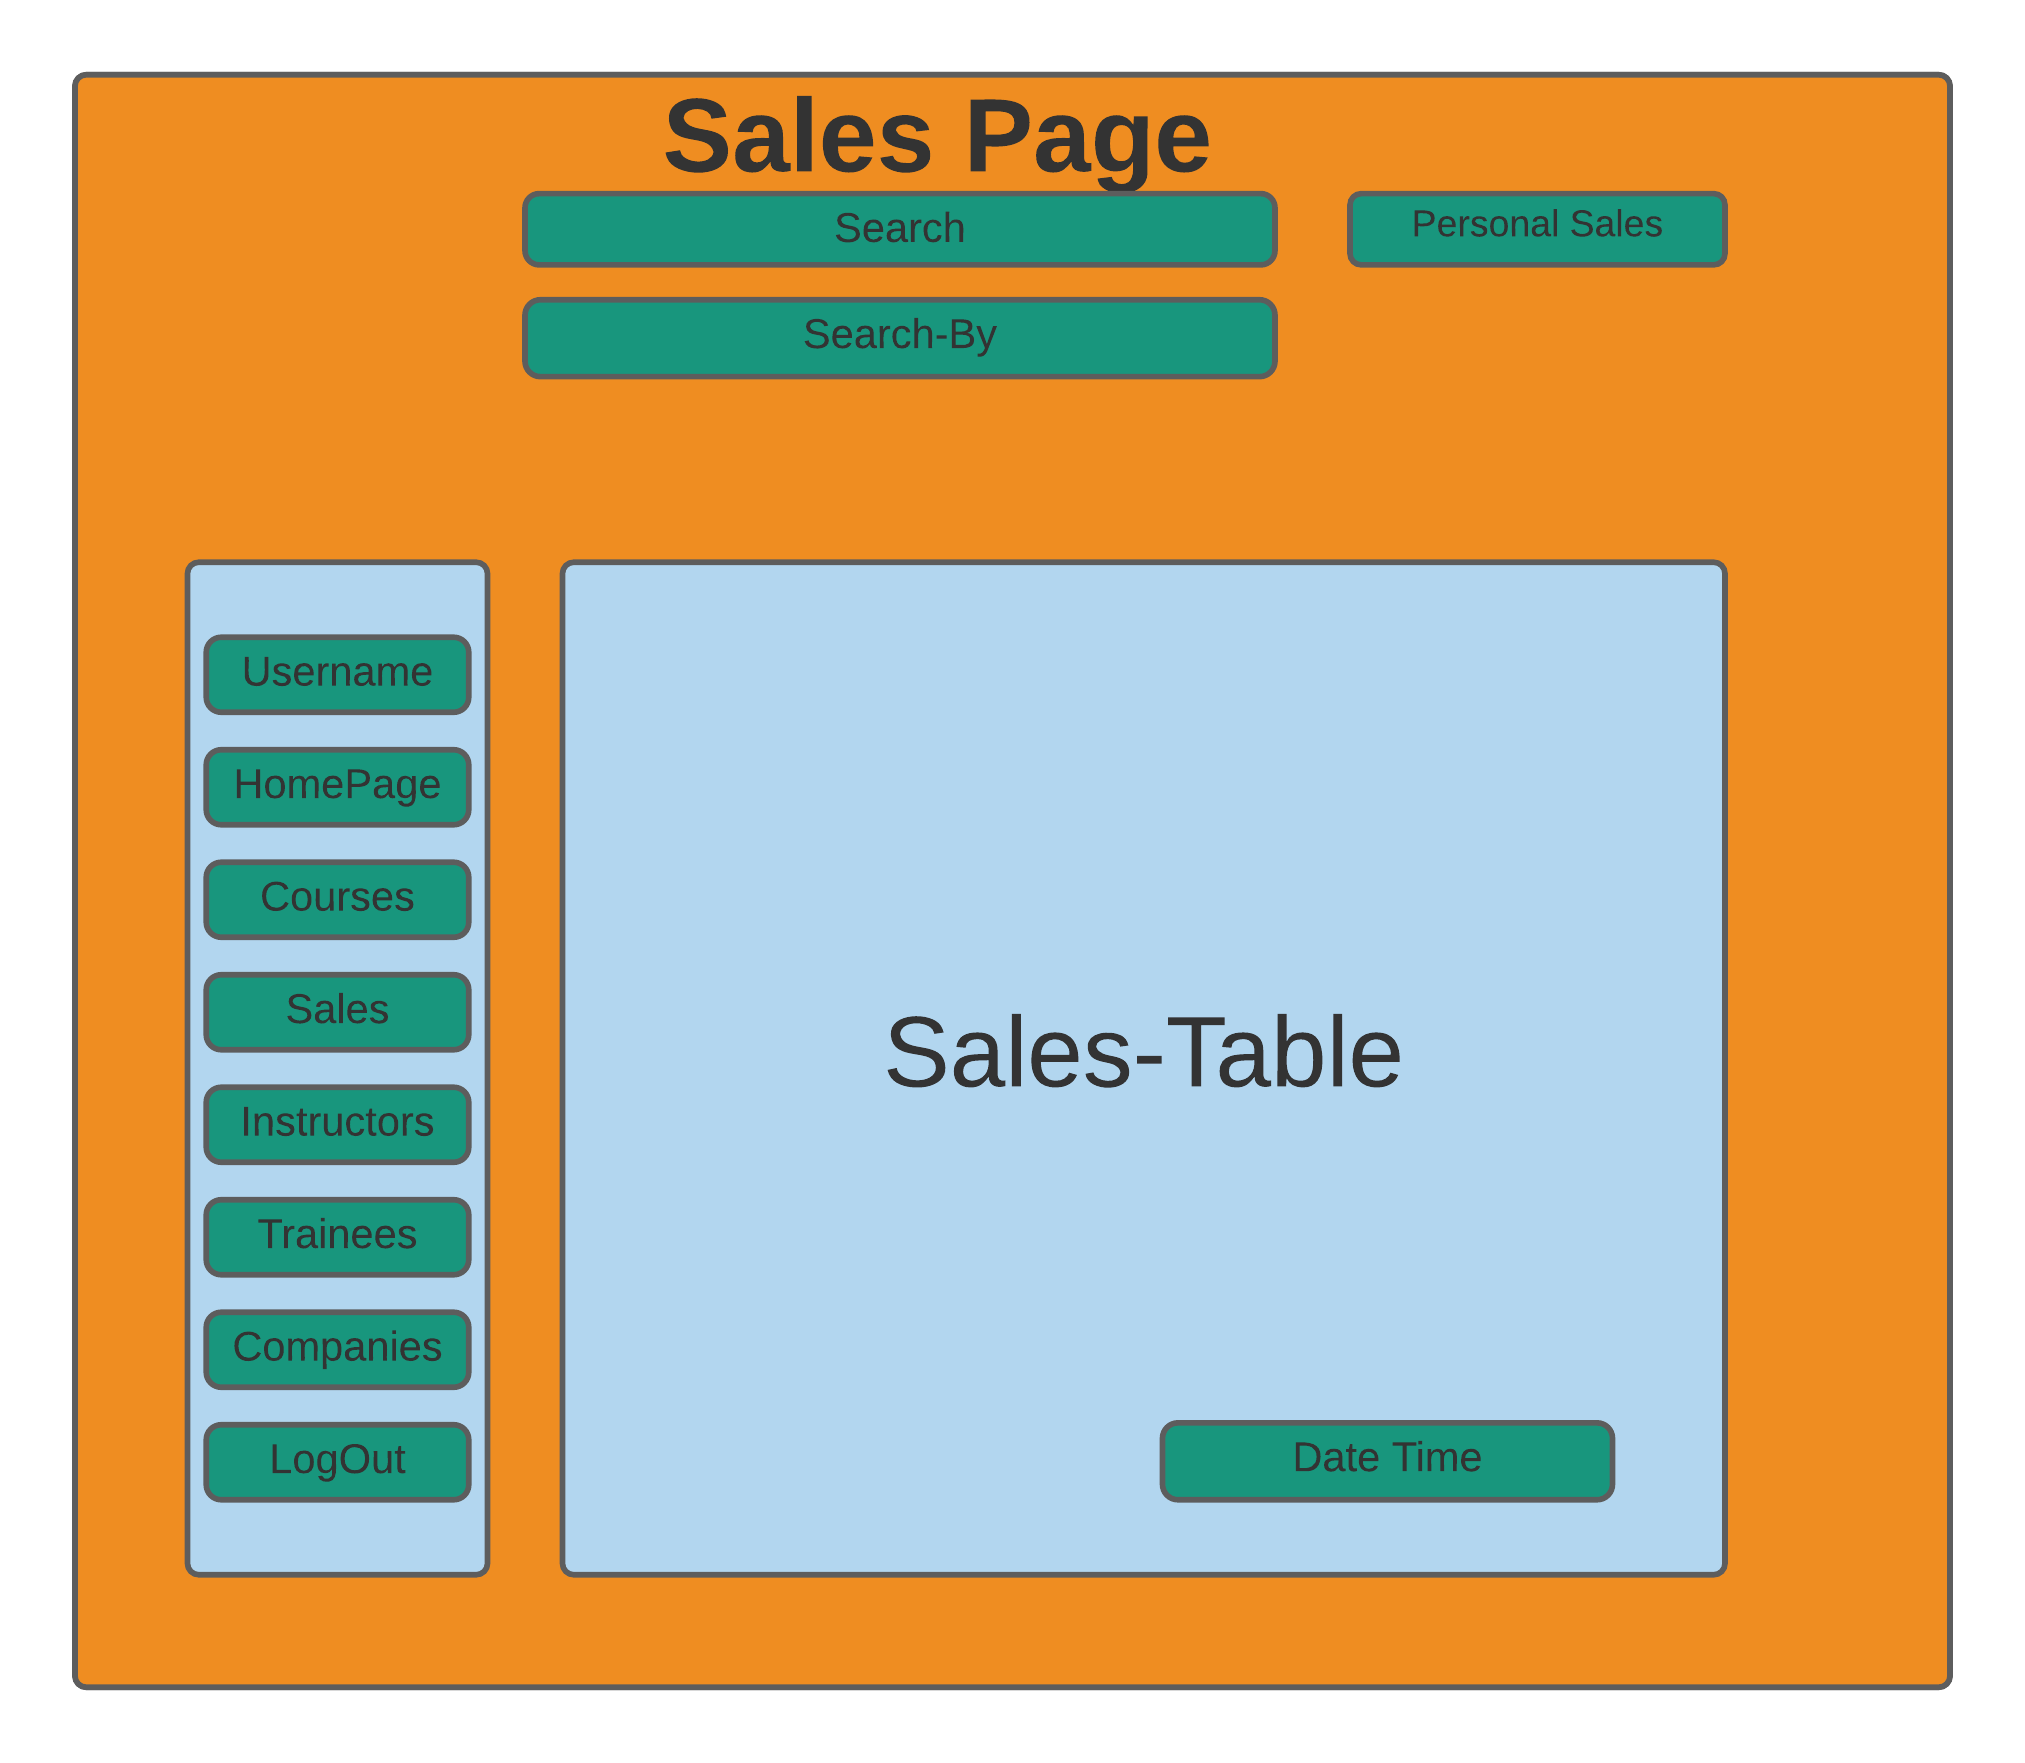 Sales Page
Search
Personal Sales
Search-By
Username
HomePage
Courses
Sales
Instructors
Trainees
Companies
LogOut
Sales-Table
Date Time